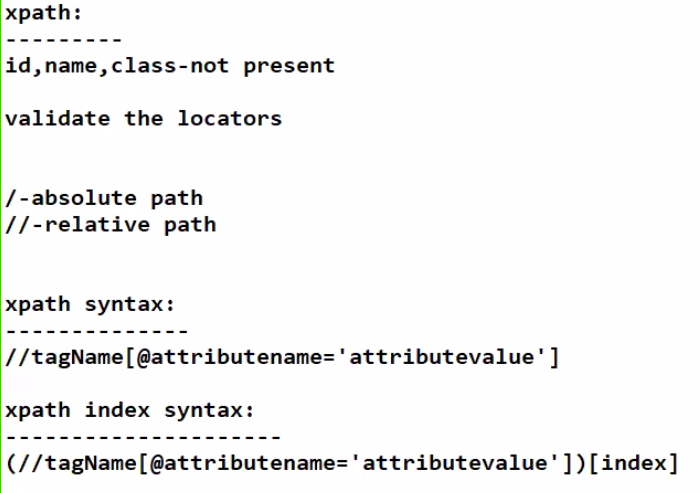 xpath:
---------
id,name,class-not present
validate the locators
/-absolute path
//-relative path
xpath syntax:
--------------
//tagName[@attributename='attributevalue']
xpath index syntax:
---------------------
(//tagName[@attributename='attributevalue'])[index]